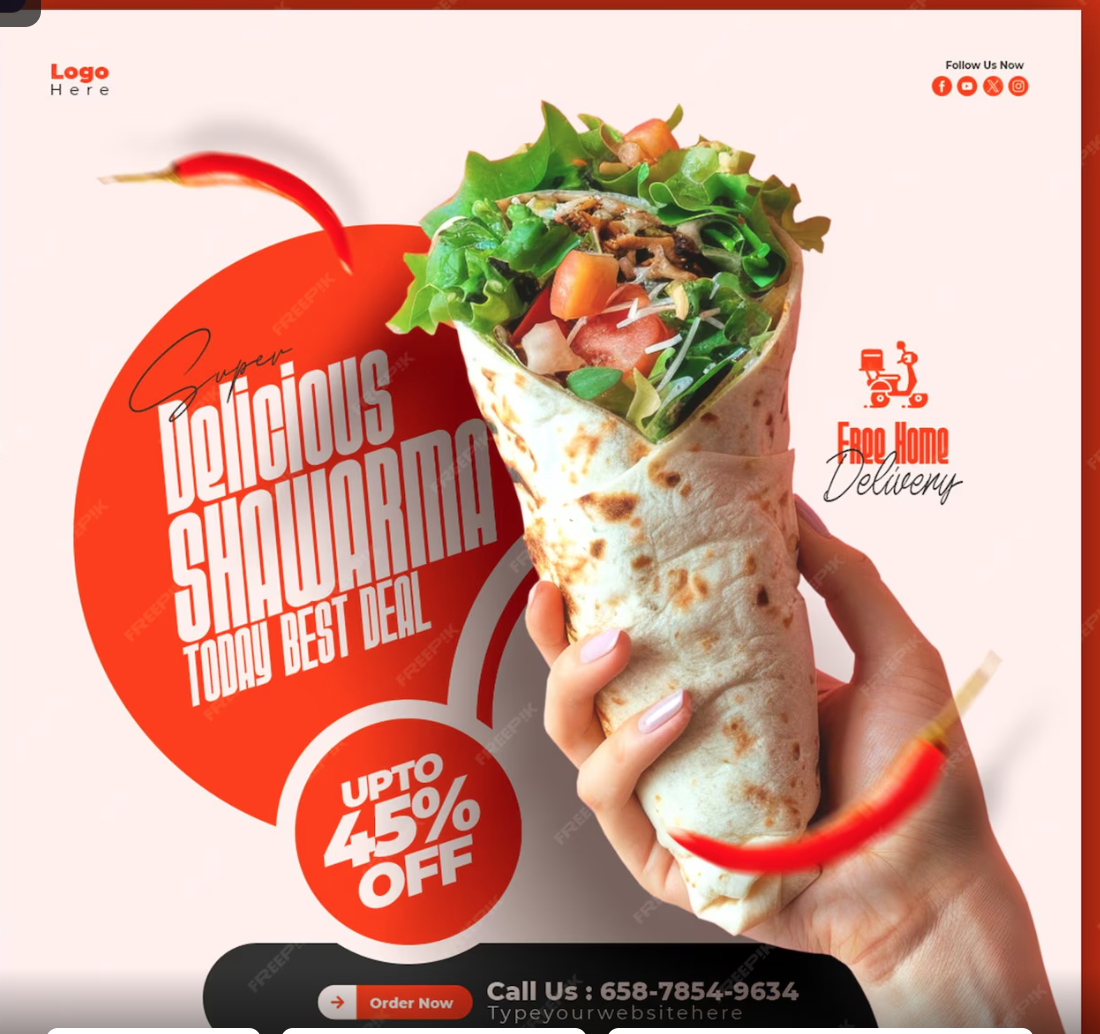 Logo
Here
Follow Us Now
Super
Delicious
SHAWARMA
TODAY BEST DEAL
Free Home
Delivery
UPTO
45%
OFF
Order Now
Call Us : 658-7854-9634
Typeyourwebsitehere
FREEPIK